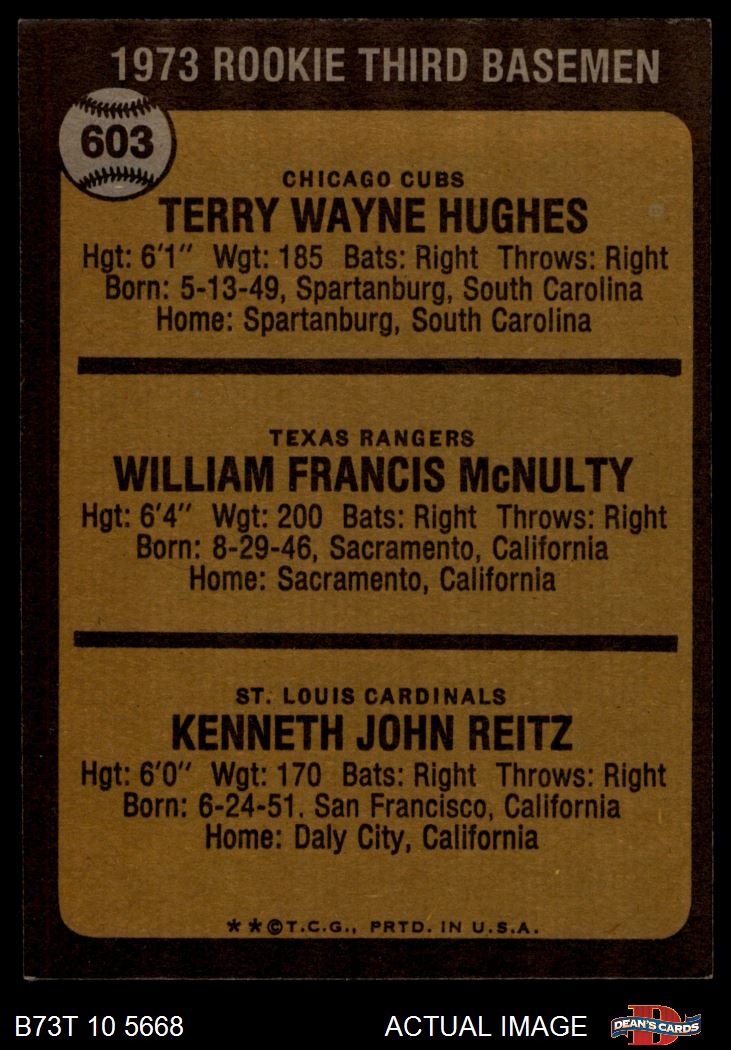 1973 ROOKIE THIRD BASEMEN
603
CHICAGO CUBS
TERRY WAYNE HUGHES
Hgt: 6'1" Wgt: 185 Bats: Right Throws: Right
Born: 5-13-49, Spartanburg, South Carolina
Home: Spartanburg, South Carolina
TEXAS RANGERS
WILLIAM FRANCIS McNULTY
Hgt: 6'4" Wgt: 200 Bats: Right Throws: Right
Born: 8-29-46, Sacramento, California
Home: Sacramento, California
ST. LOUIS CARDINALS
KENNETH JOHN REITZ
Hgt: 6'0" Wgt: 170 Bats: Right Throws: Right
Born: 6-24-51. San Francisco, California
Home: Daly City, California
**©T.C.G., PRTD. IN U.S.A.
B73T 10 5668 ACTUAL IMAGE D DEAN'S CARDS